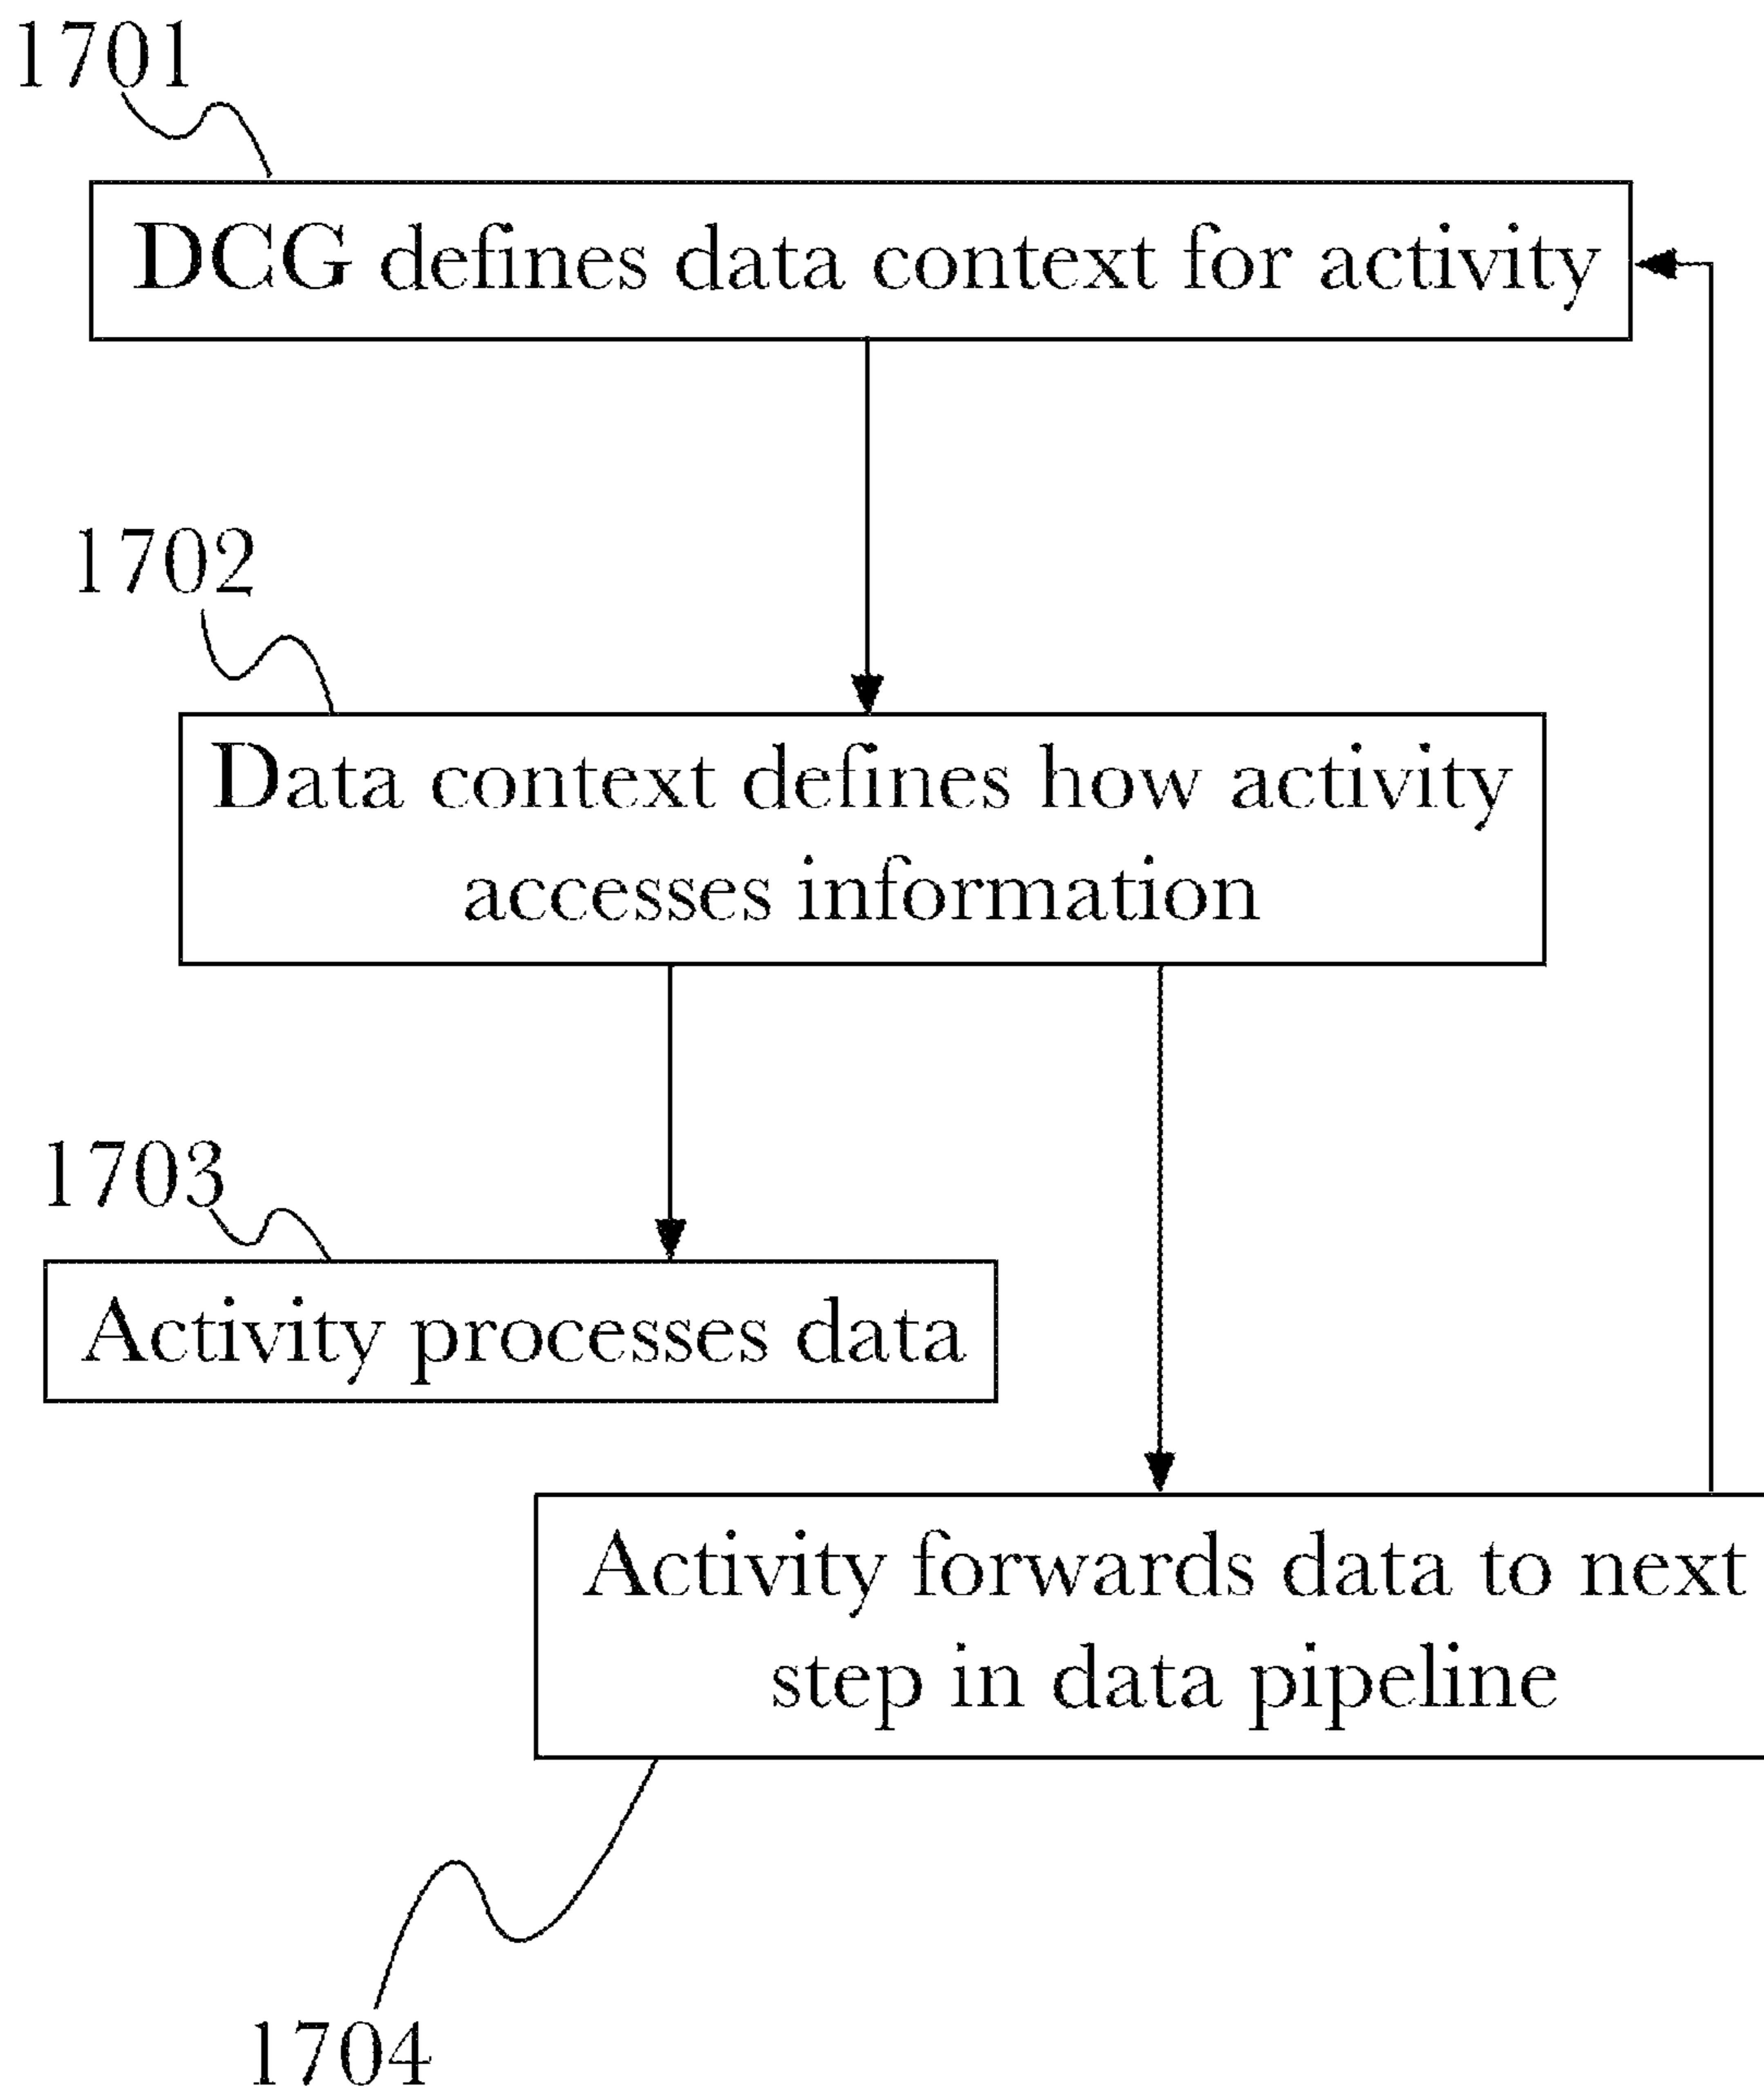 1701
DCG defines data context for activity
1702
Data context defines how activity
accesses information
1703
Activity processes data
Activity forwards data to next
step in data pipeline
1704